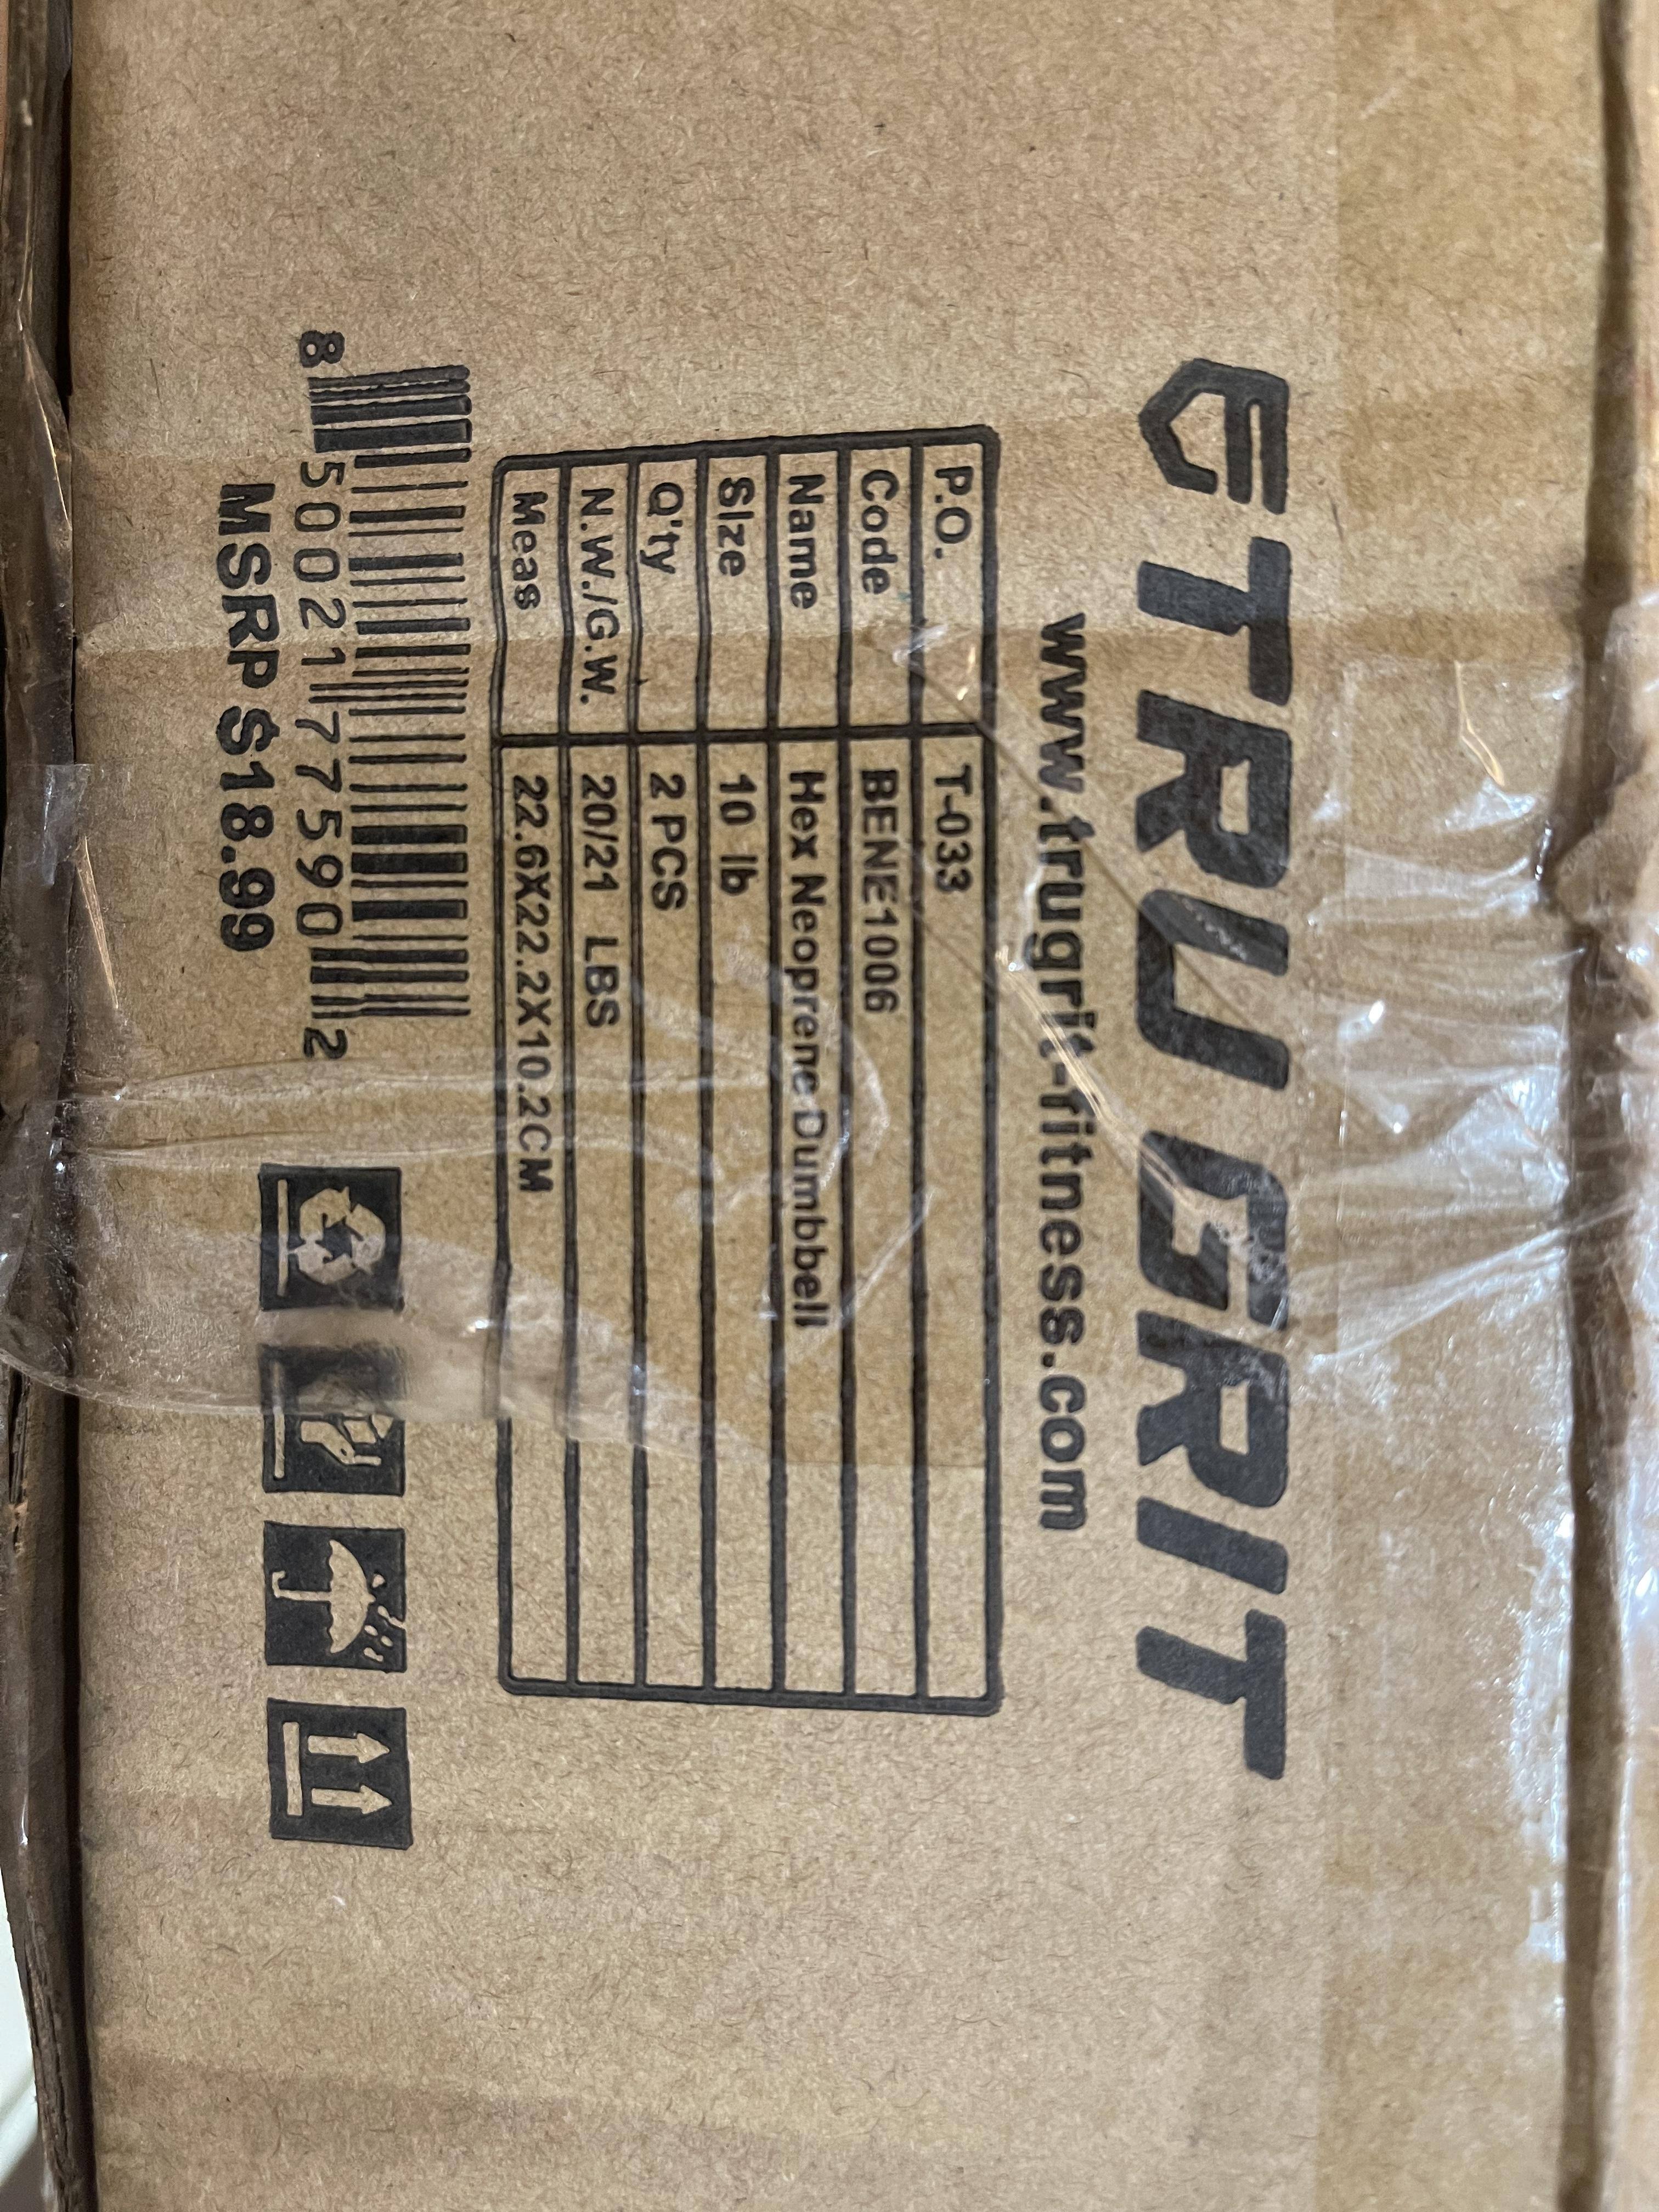 TRU GRIT
www.trugrit-fitness.com
P.O. T-033
Code BENE1006
Name Hex Neoprene Dumbbell
Size 10 lb
Q'ty 2 PCS
N.W./G.W. 20/21 LBS
Meas 22.6X22.2X10.2CM
8 50021 77590 2
MSRP $18.99